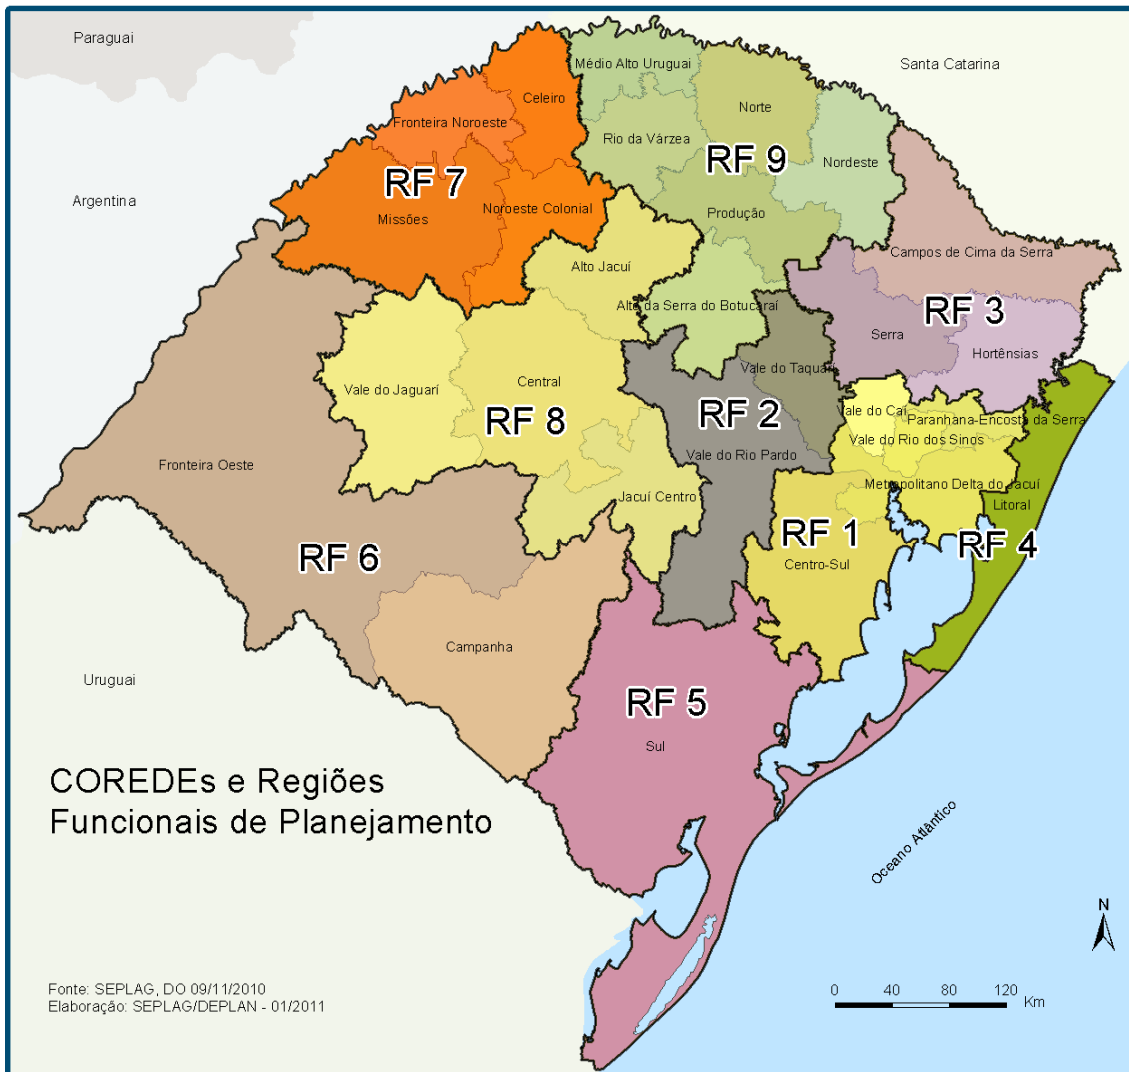 Paraguai
Santa Catarina
Médio Alto Uruguai
Celeiro
Norte
Fronteira Noroeste
Rio da Várzea
RF 9
Nordeste
RF 7
Argentina
Missões
Noroeste Colonial
Produção
Alto Jacuí
Campos de Cima da Serra
Alto da Serra do Botucaraí
RF 3
Serra
Hortênsias
Vale do Jaguarí
Central
Vale do Taquarí
RF 8
RF 2
Vale do Caí
Paranhana-Encosta da Serra
Vale do Rio dos Sinos
Fronteira Oeste
Vale do Rio Pardo
Metropolitano Delta do Jacuí
Jacuí Centro
Litoral
RF 1
RF 4
RF 6
Centro-Sul
Campanha
Uruguai
RF 5
Sul
COREDEs e Regiões
Funcionais de Planejamento
Oceano Atlântico
N
Fonte: SEPLAG, DO 09/11/2010
Elaboração: SEPLAG/DEPLAN - 01/2011
0 40 80 120
Km